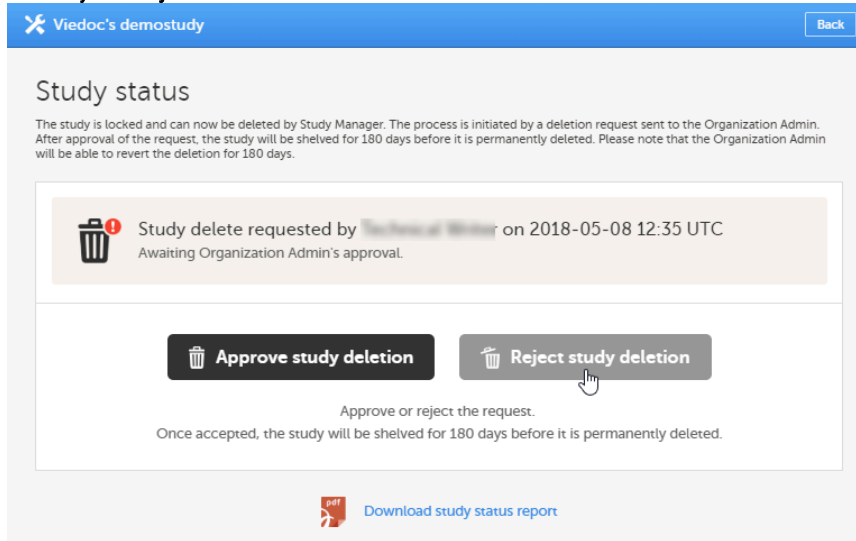 Viedoc's demostudy
Back
Study status
The study is locked and can now be deleted by Study Manager. The process is initiated by a deletion request sent to the Organization Admin.
After approval of the request, the study will be shelved for 180 days before it is permanently deleted. Please note that the Organization Admin
will be able to revert the deletion for 180 days.
Study delete requested by on 2018-05-08 12:35 UTC
Awaiting Organization Admin's approval.
Approve study deletion
Reject study deletion
Approve or reject the request.
Once accepted, the study will be shelved for 180 days before it is permanently deleted.
pdf
Download study status report